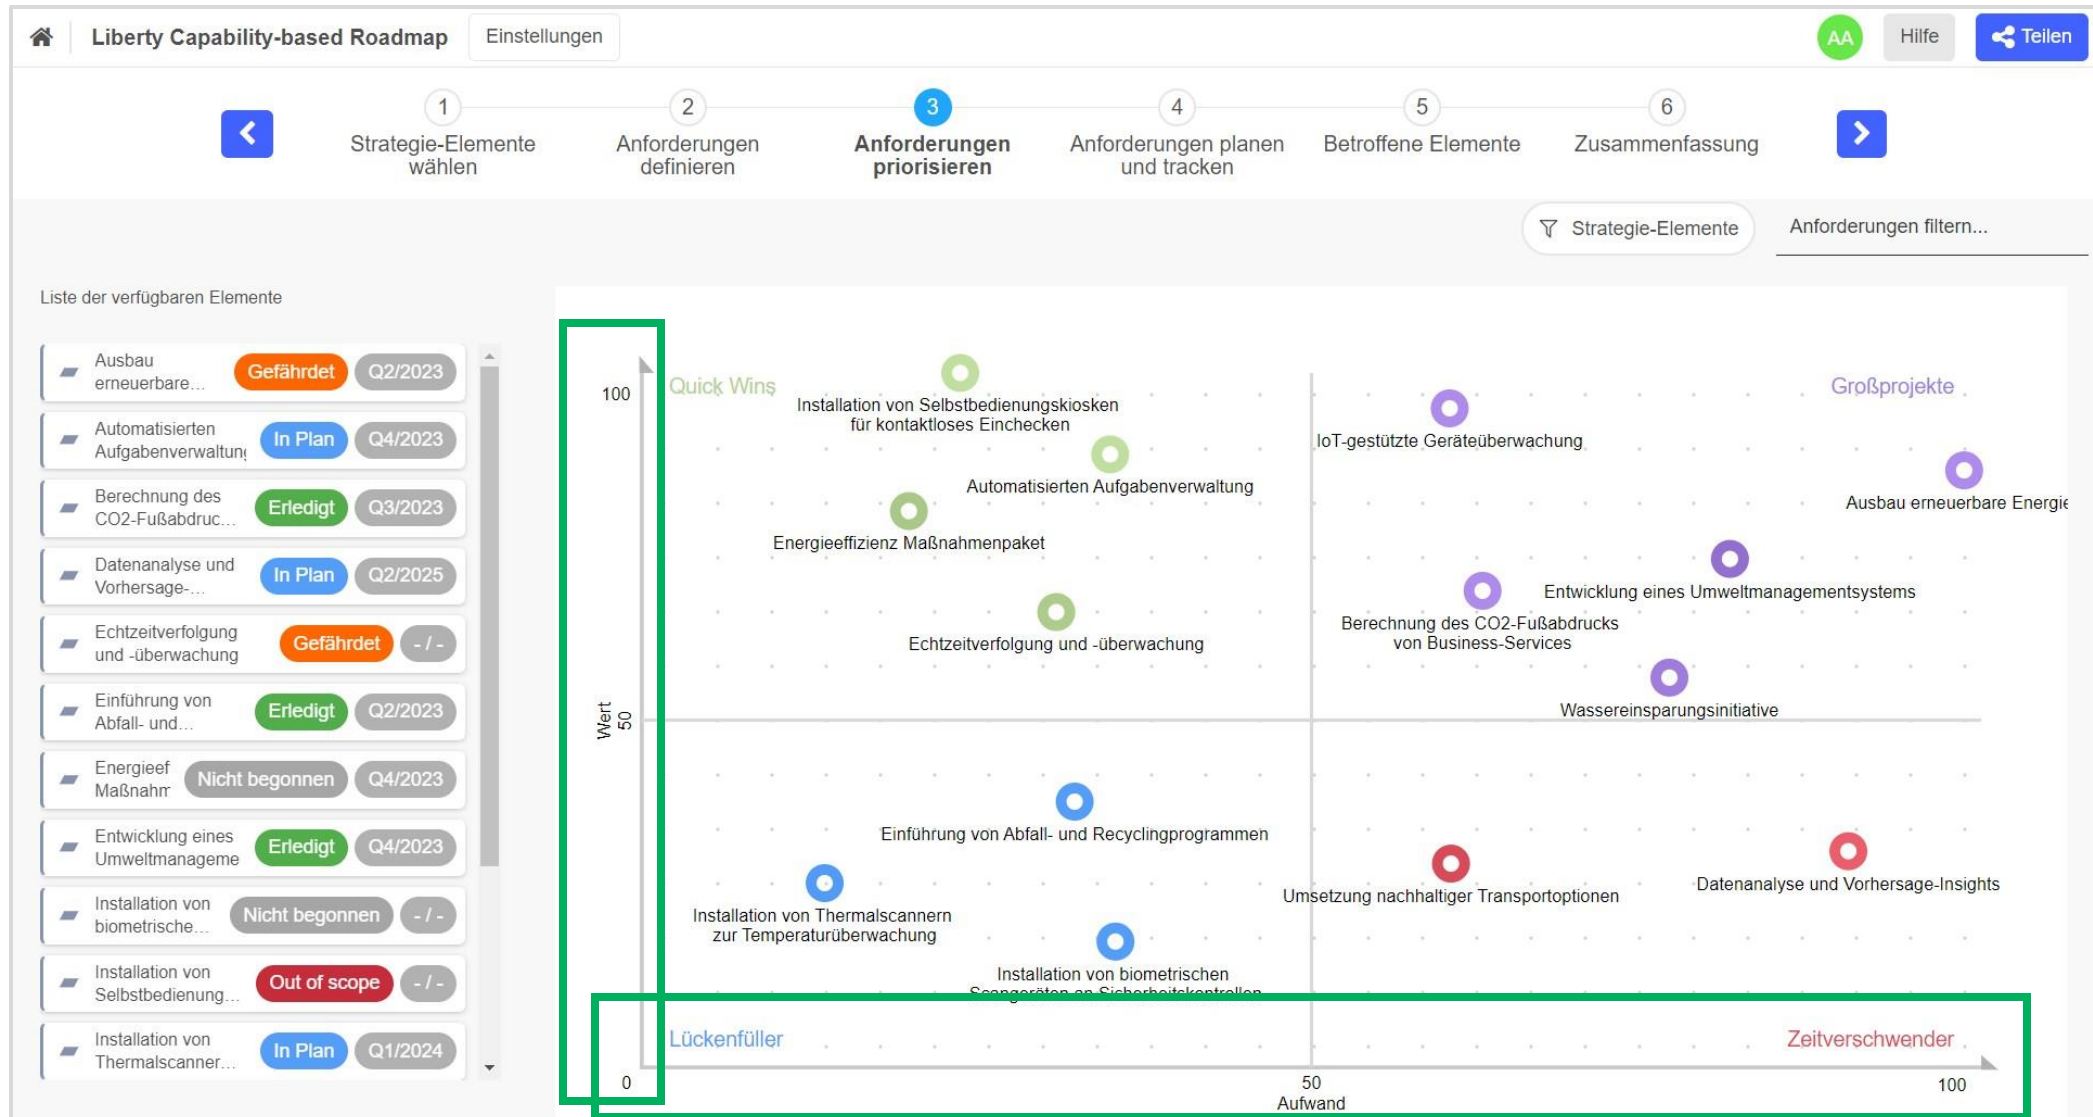 Liberty Capability-based Roadmap
Einstellungen
AA
Hilfe
Teilen
1
Strategie-Elemente
wählen
2
Anforderungen
definieren
3
Anforderungen
priorisieren
4
Anforderungen planen
und tracken
5
Betroffene Elemente
6
Zusammenfassung
Strategie-Elemente
Anforderungen filtern...
Liste der verfügbaren Elemente
Ausbau
erneuerbare...
Gefährdet
Q2/2023
Automatisierten
Aufgabenverwaltung
In Plan
Q4/2023
Berechnung des
CO2-Fußabdruc...
Erledigt
Q3/2023
Datenanalyse und
Vorhersage-...
In Plan
Q2/2025
Echtzeitverfolgung
und -überwachung
Gefährdet
- / -
Einführung von
Abfall- und...
Erledigt
Q2/2023
Energieef
Maßnahm
Nicht begonnen
Q4/2023
Entwicklung eines
Umweltmanageme
Erledigt
Q4/2023
Installation von
biometrische...
Nicht begonnen
- / -
Installation von
Selbstbedienung...
Out of scope
- / -
Installation von
Thermalscanner...
In Plan
Q1/2024
100
Quick Wins
Großprojekte
Installation von Selbstbedienungskiosken
für kontaktloses Einchecken
IoT-gestützte Geräteüberwachung
Automatisierten Aufgabenverwaltung
Ausbau erneuerbare Energie
Energieeffizienz Maßnahmenpaket
Entwicklung eines Umweltmanagementsystems
Berechnung des CO2-Fußabdrucks
von Business-Services
Echtzeitverfolgung und -überwachung
Wassereinsparungsinitiative
Wert
50
Einführung von Abfall- und Recyclingprogrammen
Umsetzung nachhaltiger Transportoptionen
Datenanalyse und Vorhersage-Insights
Installation von Thermalscannern
zur Temperaturüberwachung
Installation von biometrischen
Scangeräten an Sicherheitskontrollen
Lückenfüller
Zeitverschwender
0
50
100
Aufwand